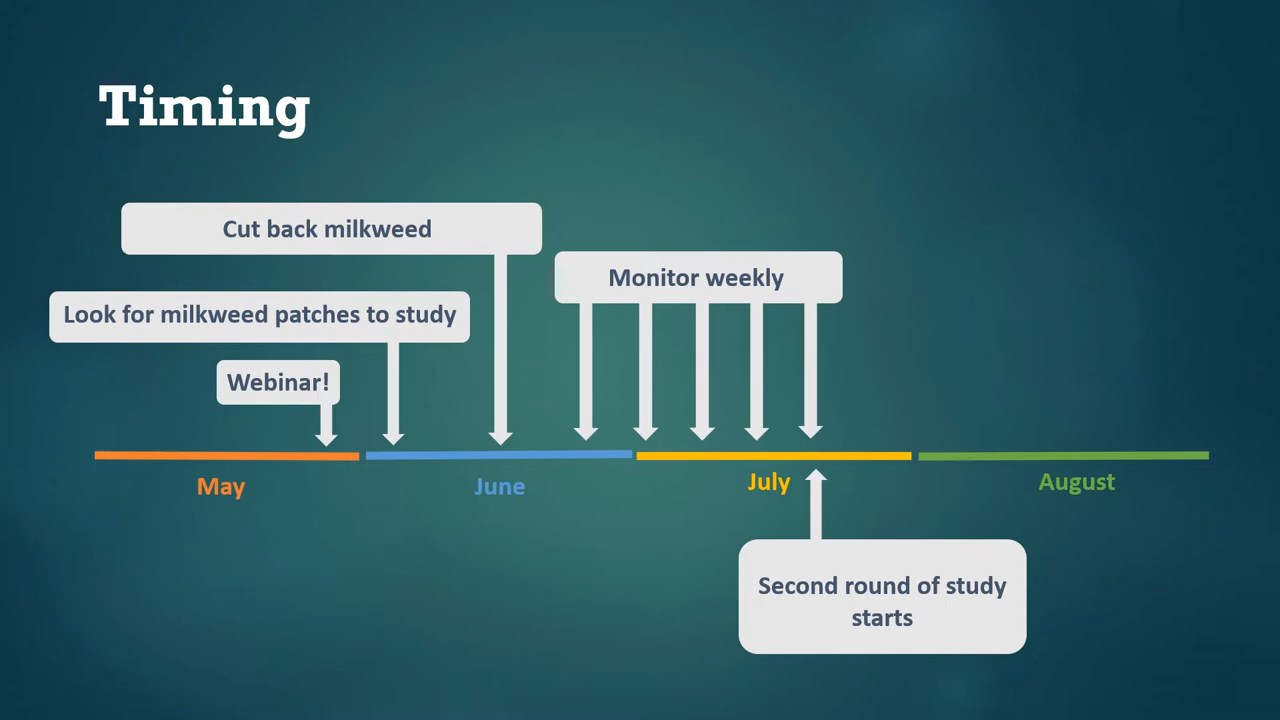 Timing
Cut back milkweed
Monitor weekly
Look for milkweed patches to study
Webinar!
May
June
July
August
Second round of study
starts